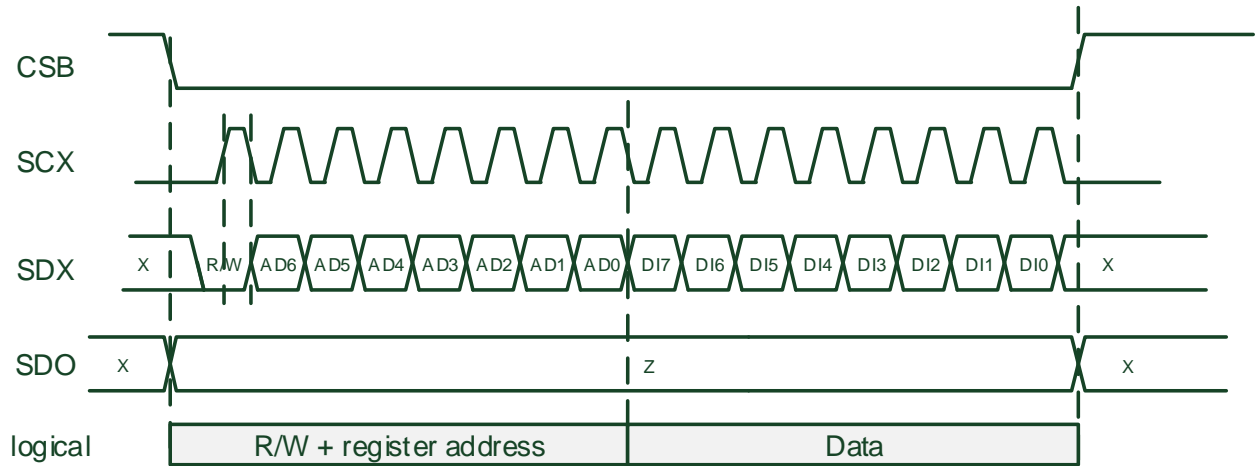 CSB
SCX
SDX X R/W AD6 AD5 AD4 AD3 AD2 AD1 AD0 DI7 DI6 DI5 DI4 DI3 DI2 DI1 DI0 X
SDO X Z X
logical R/W + register address Data